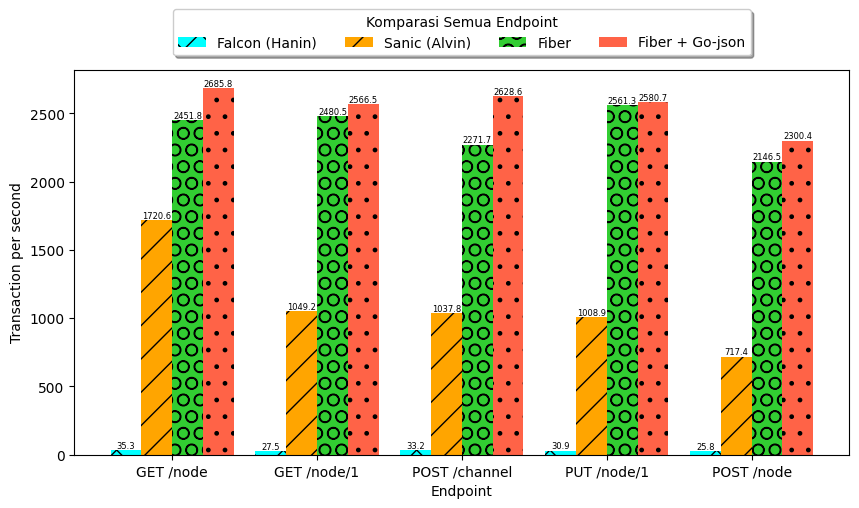 Komparasi Semua Endpoint
Falcon (Hanin) Sanic (Alvin) Fiber Fiber + Go-json
Transaction per second
2500
2000
1500
1000
500
0
35.3 1720.6 2451.8 2685.8
27.5 1049.2 2480.5 2566.5
33.2 1037.8 2271.7 2628.6
30.9 1008.9 2561.3 2580.7
25.8 717.4 2146.5 2300.4
GET /node GET /node/1 POST /channel PUT /node/1 POST /node
Endpoint